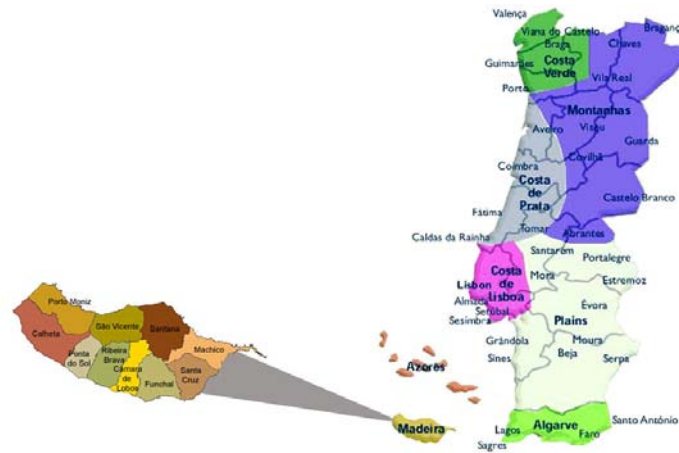 Valença
Viana do Castelo
Braga
Guimarães
Costa
Verde
Porto
Chaves
Braganç
Vila Real
Montanhas
Aveiro
Viseu
Guarda
Coimbra
Covilhã
Costa
de
Prata
Castelo Branco
Fátima
Tomar
Abrantes
Caldas da Rainha
Santarém
Portalegre
Costa
de
Lisboa
Mora
Estremoz
Lisbon
Almada
Setúbal
Sesimbra
Évora
Plains
Grândola
Moura
Sines
Beja
Serpa
Azores
Algarve
Santo António
Lagos
Faro
Sagres
Madeira
Porto Moniz
Calheta
São Vicente
Santana
Machico
Ponta
do Sol
Ribeira
Brava
Câmara
de
Lobos
Funchal
Santa
Cruz